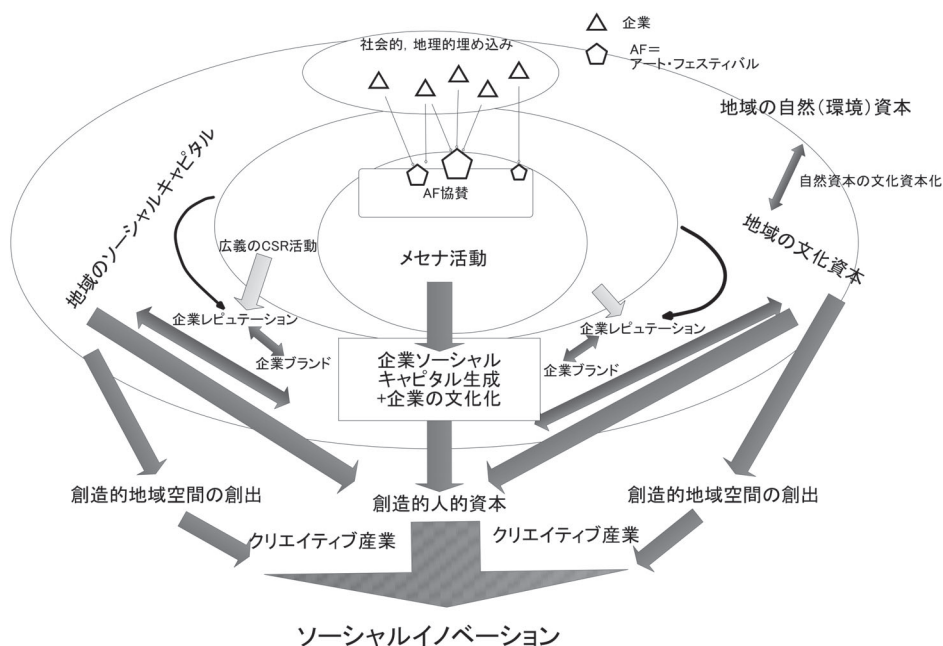 企業
社会的，地理的埋め込み
AF＝
アート・フェスティバル
地域の自然（環境）資本
自然資本の文化資本化
地域のソーシャルキャピタル
AF協賛
地域の文化資本
広義のCSR活動
メセナ活動
企業レピュテーション
企業レピュテーション
企業ブランド
企業ソーシャル
キャピタル生成
+企業の文化化
企業ブランド
創造的地域空間の創出
創造的人的資本
創造的地域空間の創出
クリエイティブ産業
クリエイティブ産業
ソーシャルイノベーション